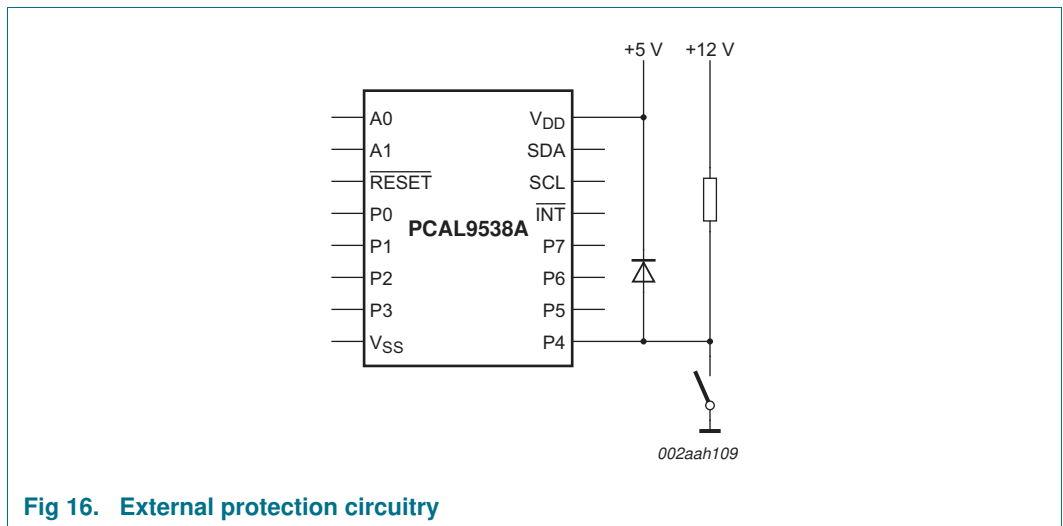 +5 V
+12 V
A0
A1
RESET
P0
P1
P2
P3
VSS
PCAL9538A
VDD
SDA
SCL
INT
P7
P6
P5
P4
002aah109
Fig 16. External protection circuitry